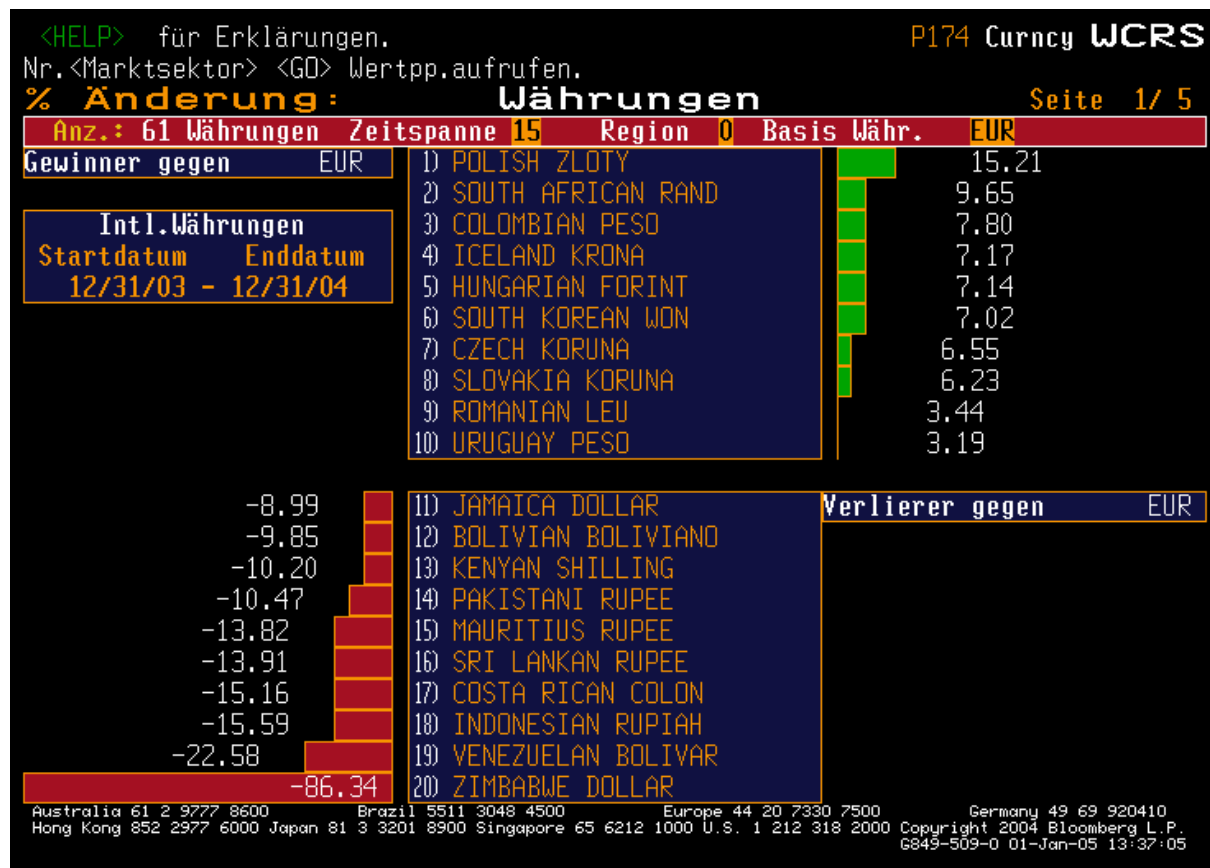 <HELP> für Erklärungen. P174 Curncy WCRS
Nr.<Marktsektor> <GO> Wertpp.aufrufen.
% Änderung: Währungen Seite 1/ 5
Anz.: 61 Währungen Zeitspanne 15 Region 0 Basis Währ. EUR
Gewinner gegen EUR
Intl.Währungen
Startdatum Enddatum
12/31/03 - 12/31/04
1) POLISH ZLOTY 15.21
2) SOUTH AFRICAN RAND 9.65
3) COLOMBIAN PESO 7.80
4) ICELAND KRONA 7.17
5) HUNGARIAN FORINT 7.14
6) SOUTH KOREAN WON 7.02
7) CZECH KORUNA 6.55
8) SLOVAKIA KORUNA 6.23
9) ROMANIAN LEU 3.44
10) URUGUAY PESO 3.19
Verlierer gegen EUR
-8.99 11) JAMAICA DOLLAR
-9.85 12) BOLIVIAN BOLIVIANO
-10.20 13) KENYAN SHILLING
-10.47 14) PAKISTANI RUPEE
-13.82 15) MAURITIUS RUPEE
-13.91 16) SRI LANKAN RUPEE
-15.16 17) COSTA RICAN COLON
-15.59 18) INDONESIAN RUPIAH
-22.58 19) VENEZUELAN BOLIVAR
-86.34 20) ZIMBABWE DOLLAR
Australia 61 2 9777 8600 Brazil 5511 3048 4500 Europe 44 20 7330 7500 Germany 49 69 920410
Hong Kong 852 2977 6000 Japan 81 3 3201 8900 Singapore 65 6212 1000 U.S. 1 212 318 2000 Copyright 2004 Bloomberg L.P.
G849-509-0 01-Jan-05 13:37:05